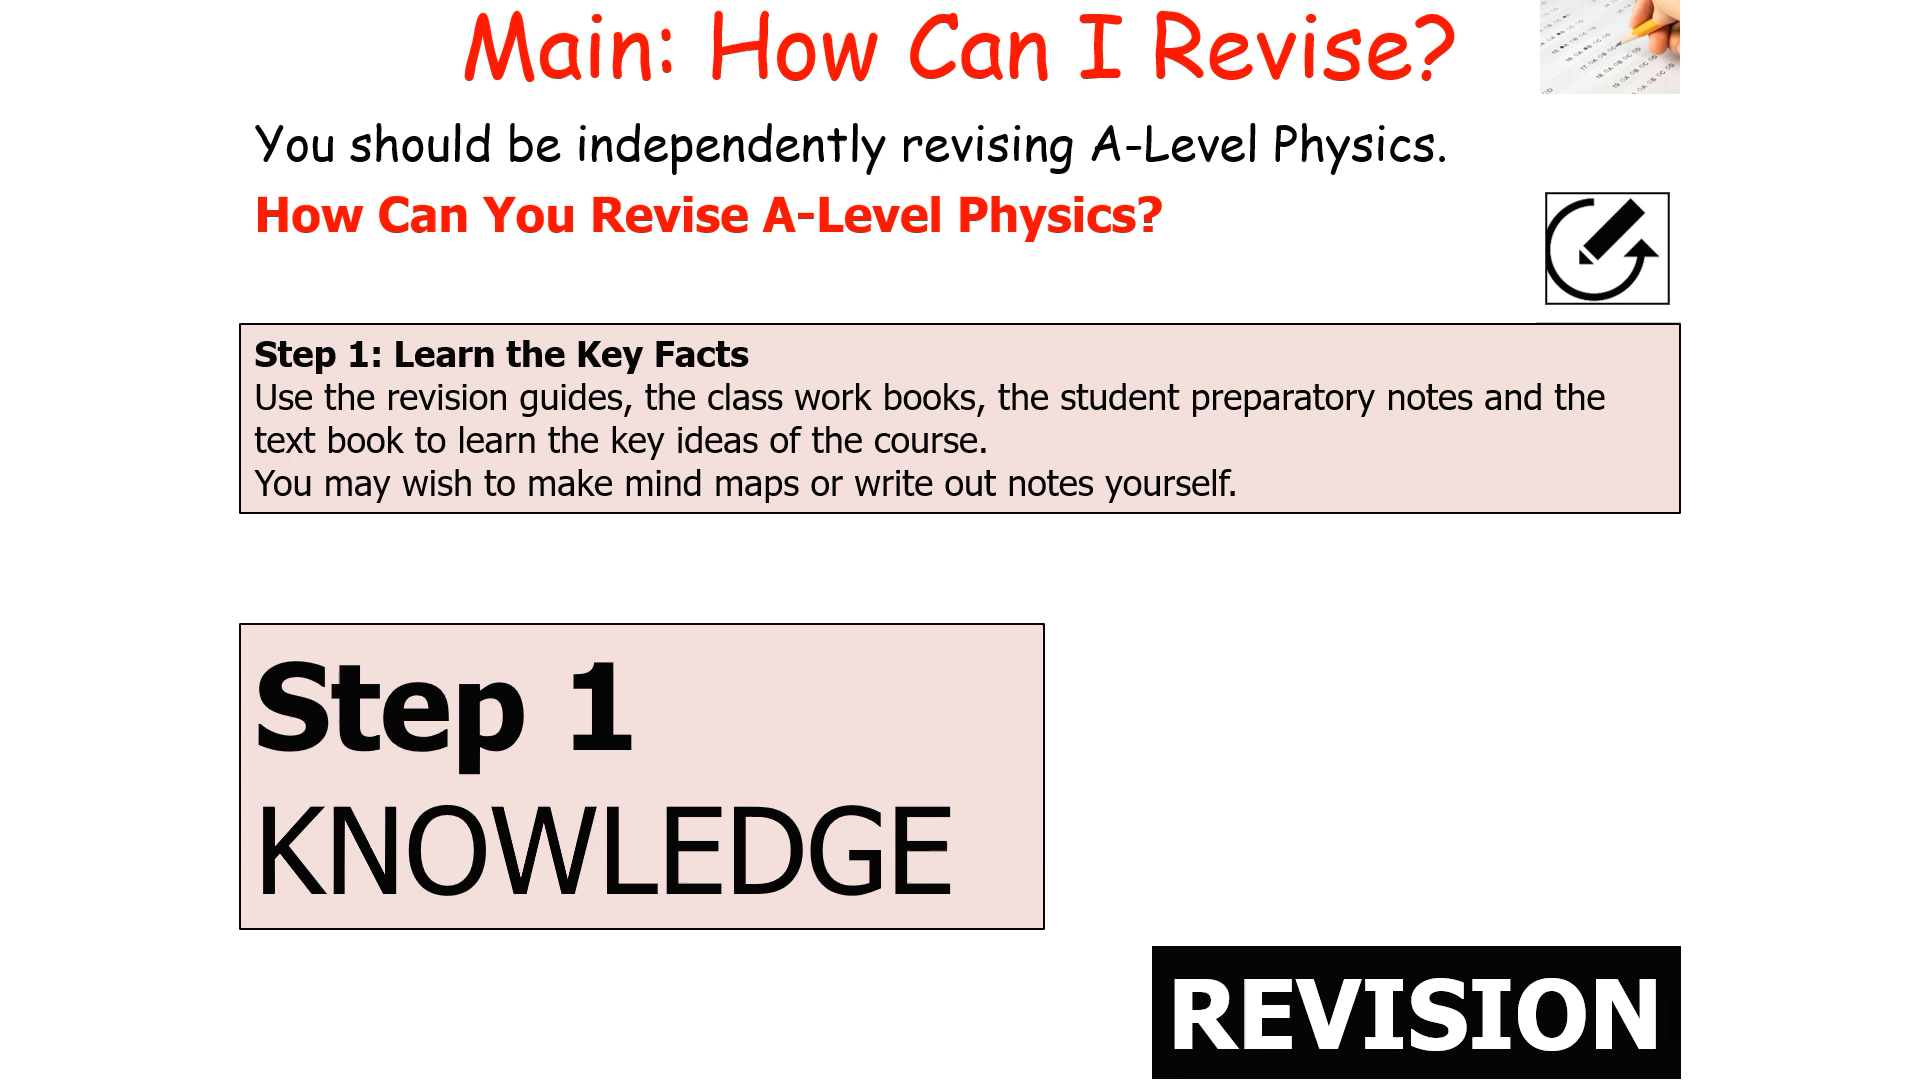 Main: How Can I Revise?
You should be independently revising A-Level Physics.
How Can You Revise A-Level Physics?
Step 1: Learn the Key Facts
Use the revision guides, the class work books, the student preparatory notes and the
text book to learn the key ideas of the course.
You may wish to make mind maps or write out notes yourself.
Step 1
KNOWLEDGE
REVISION